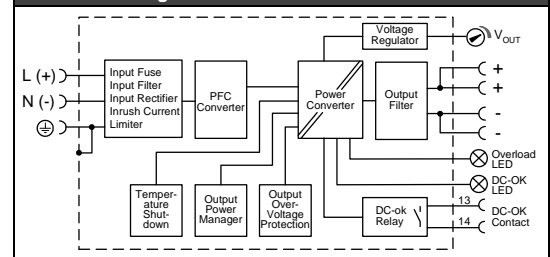 Voltage
Regulator
V OUT
L (+)
N (-)
Input Fuse
Input Filter
Input Rectifier
Inrush Current
Limiter
PFC
Converter
Power
Converter
Output
Filter
+
+
-
-
Overload
LED
DC-OK
LED
Temper-
ature
Shut-
down
Output
Power
Manager
Output
Over-
Voltage
Protection
DC-ok
Relay
13
14
DC-OK
Contact